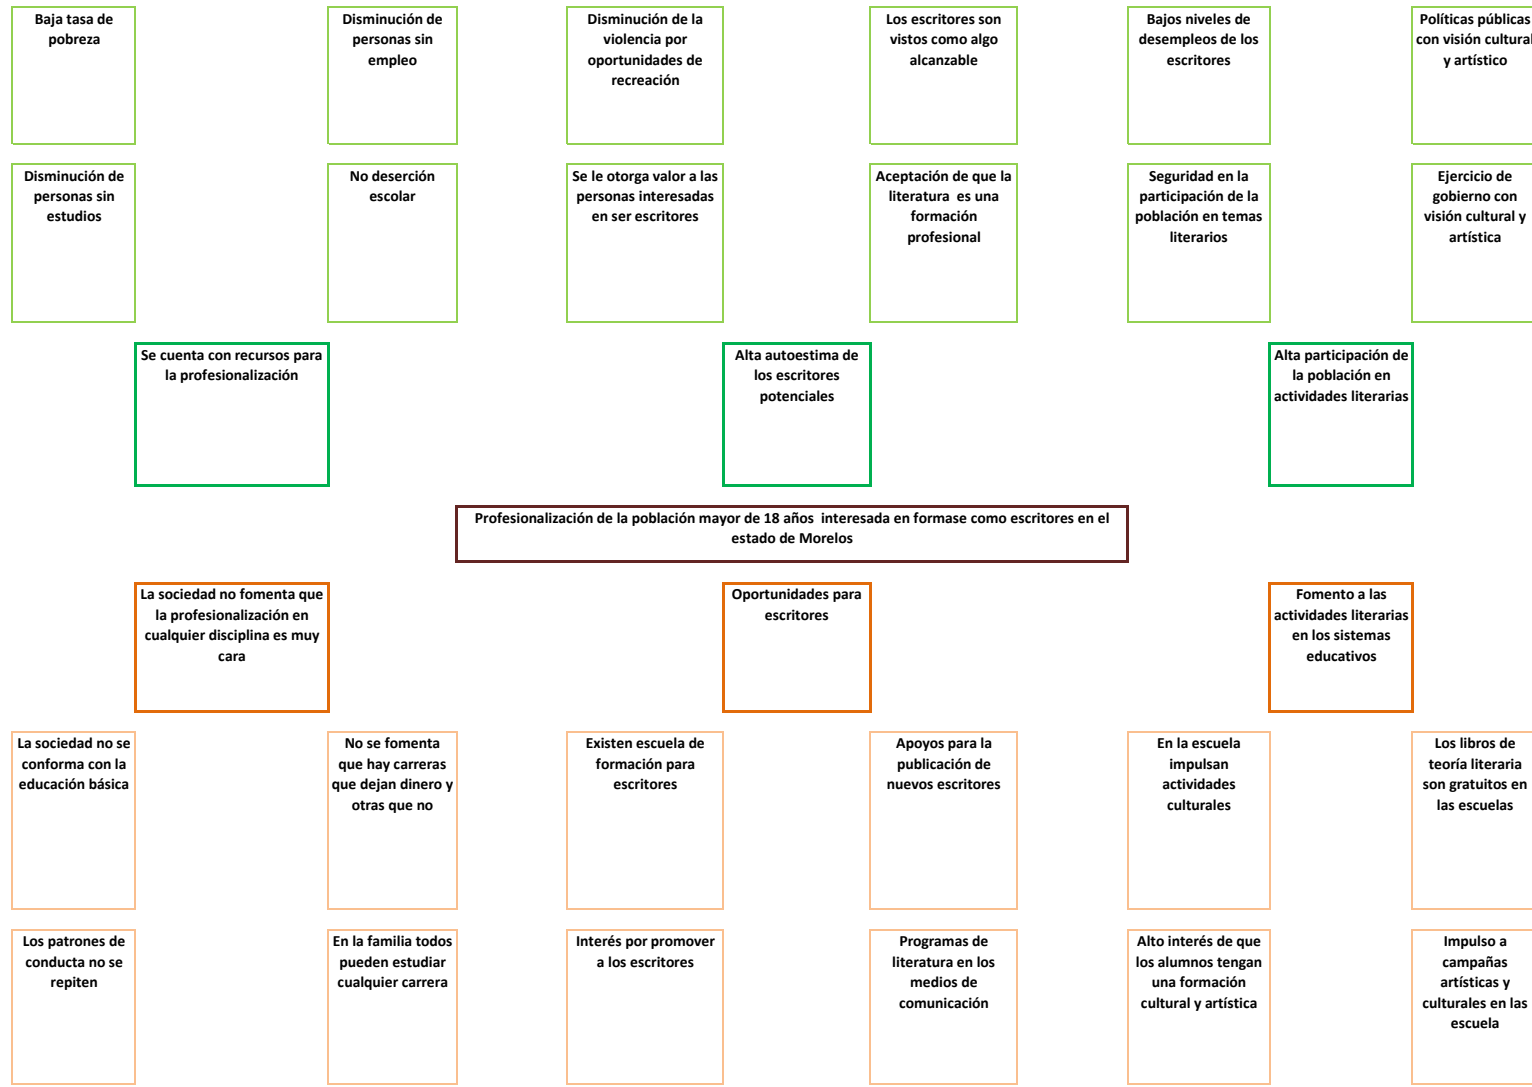 Baja tasa de
pobreza
Disminución de
personas sin
empleo
Disminución de la
violencia por
oportunidades de
recreación
Los escritores son
vistos como algo
alcanzable
Bajos niveles de
desempleos de los
escritores
Políticas públicas
con visión cultural
y artístico
Disminución de
personas sin
estudios
No deserción
escolar
Se le otorga valor a las
personas interesadas
en ser escritores
Aceptación de que la
literatura  es una
formación
profesional
Seguridad en la
participación de la
población en temas
literarios
Ejercicio de
gobierno con
visión cultural y
artística
Se cuenta con recursos para
la profesionalización
Alta autoestima de
los escritores
potenciales
Alta participación de
la población en
actividades literarias
Profesionalización de la población mayor de 18 años  interesada en formase como escritores en el
estado de Morelos
La sociedad no fomenta que
la profesionalización en
cualquier disciplina es muy
cara
Oportunidades para
escritores
Fomento a las
actividades literarias
en los sistemas
educativos
La sociedad no se
conforma con la
educación básica
No se fomenta
que hay carreras
que dejan dinero y
otras que no
Existen escuela de
formación para
escritores
Apoyos para la
publicación de
nuevos escritores
En la escuela
impulsan
actividades
culturales
Los libros de
teoría literaria
son gratuitos en
las escuelas
Los patrones de
conducta no se
repiten
En la familia todos
pueden estudiar
cualquier carrera
Interés por promover
a los escritores
Programas de
literatura en los
medios de
comunicación
Alto interés de que
los alumnos tengan
una formación
cultural y artística
Impulso a
campañas
artísticas y
culturales en las
escuela